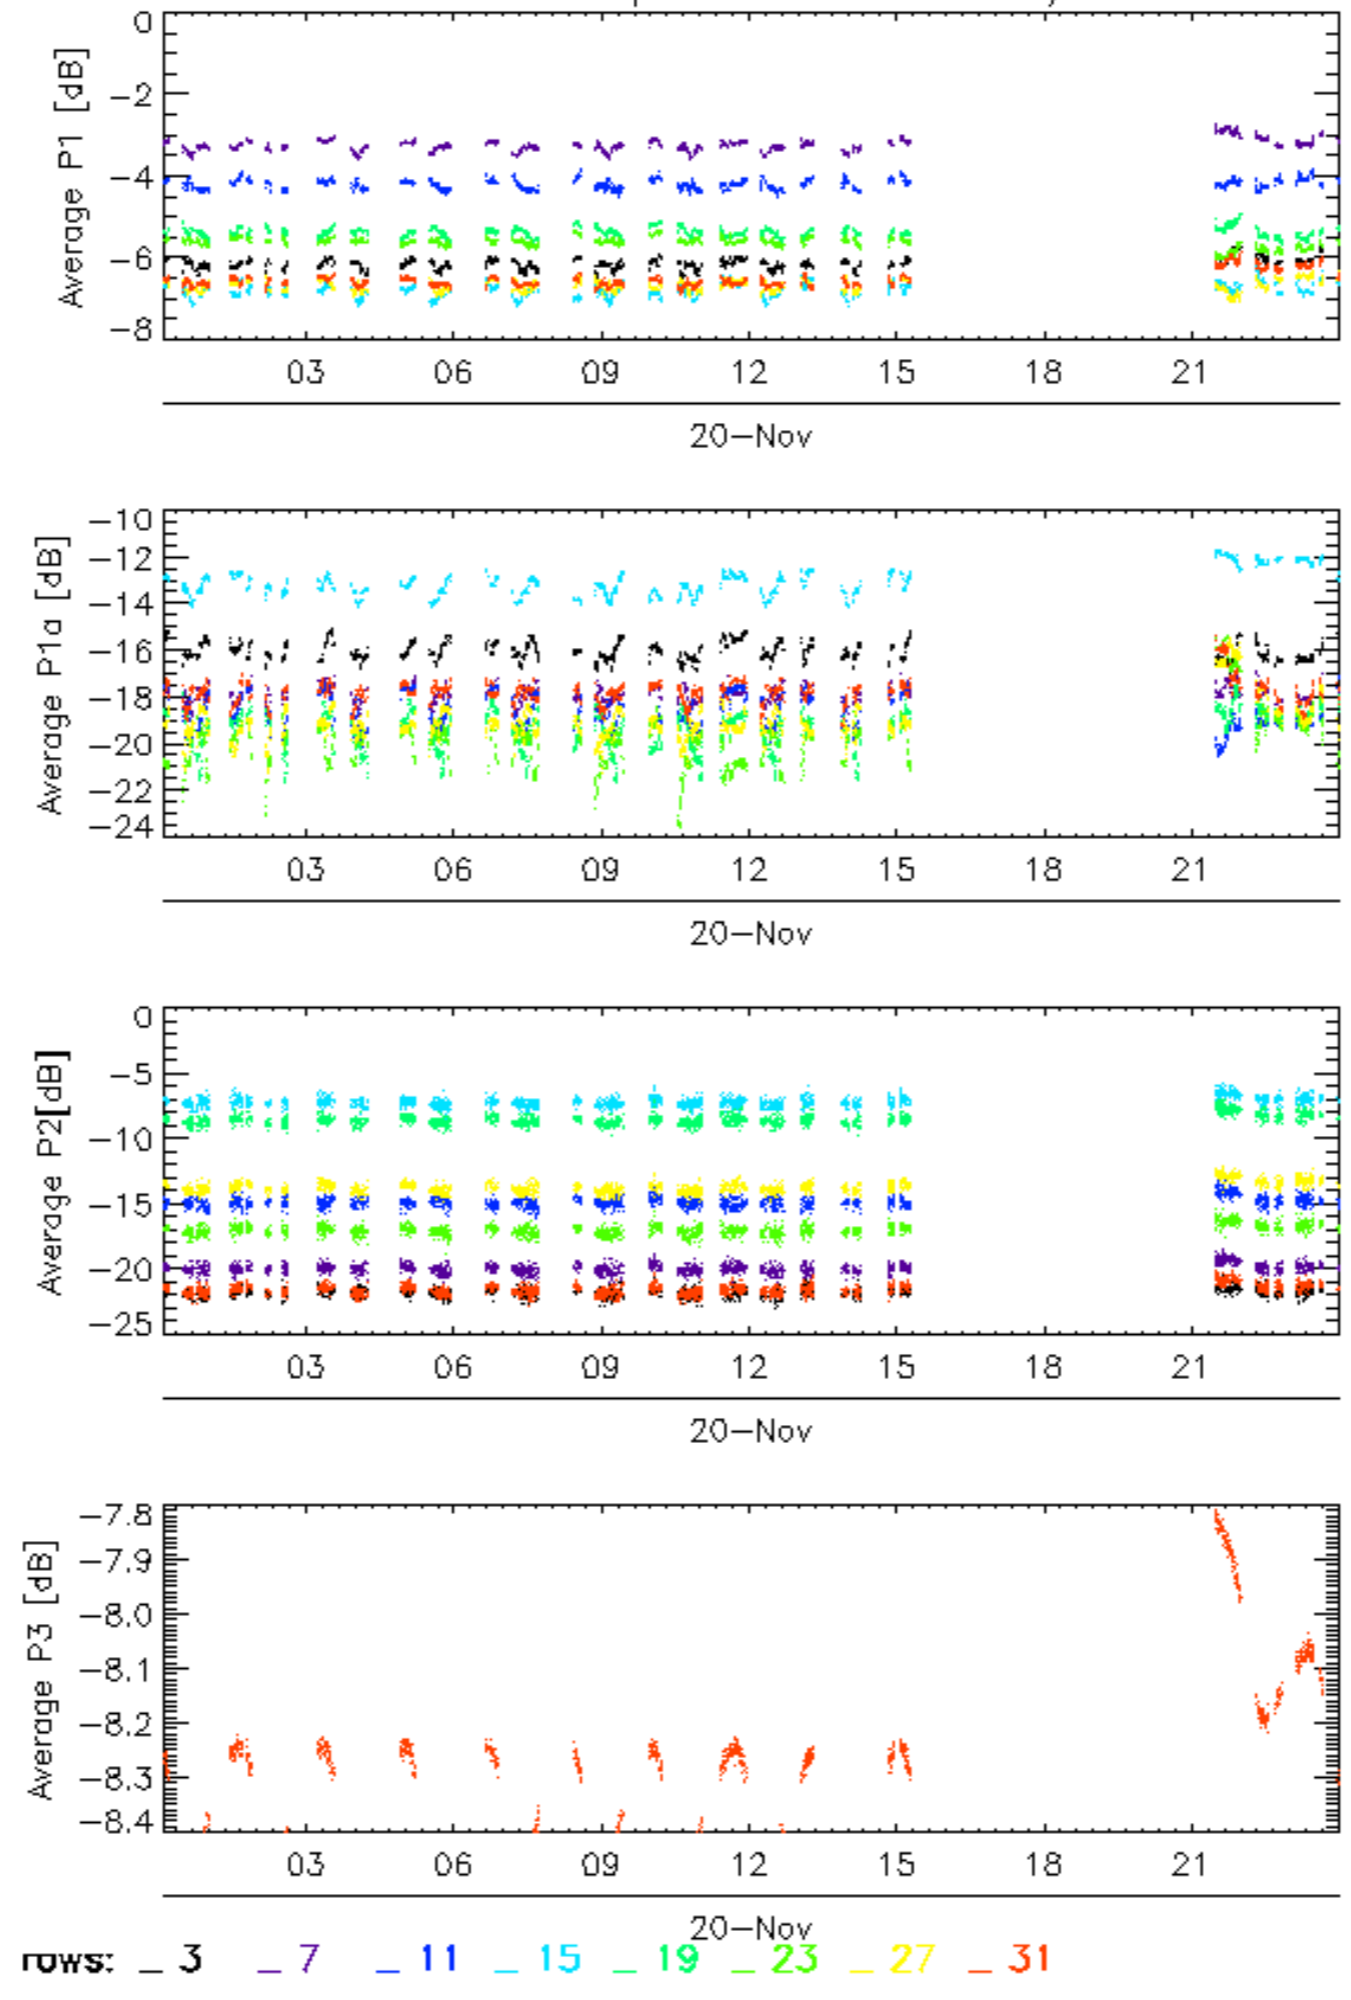 0
-2
-4
-6
-8
Average P1 [dB]
03 06 09 12 15 18 21
20-Nov
-10
-12
-14
-16
-18
-20
-22
-24
Average P1a [dB]
03 06 09 12 15 18 21
20-Nov
0
-5
-10
-15
-20
-25
Average P2[dB]
03 06 09 12 15 18 21
20-Nov
-7.8
-7.9
-8.0
-8.1
-8.2
-8.3
-8.4
Average P3 [dB]
03 06 09 12 15 18 21
20-Nov
rows: _ 3 _ 7 _ 11 _ 15 _ 19 _ 23 _ 27 _ 31